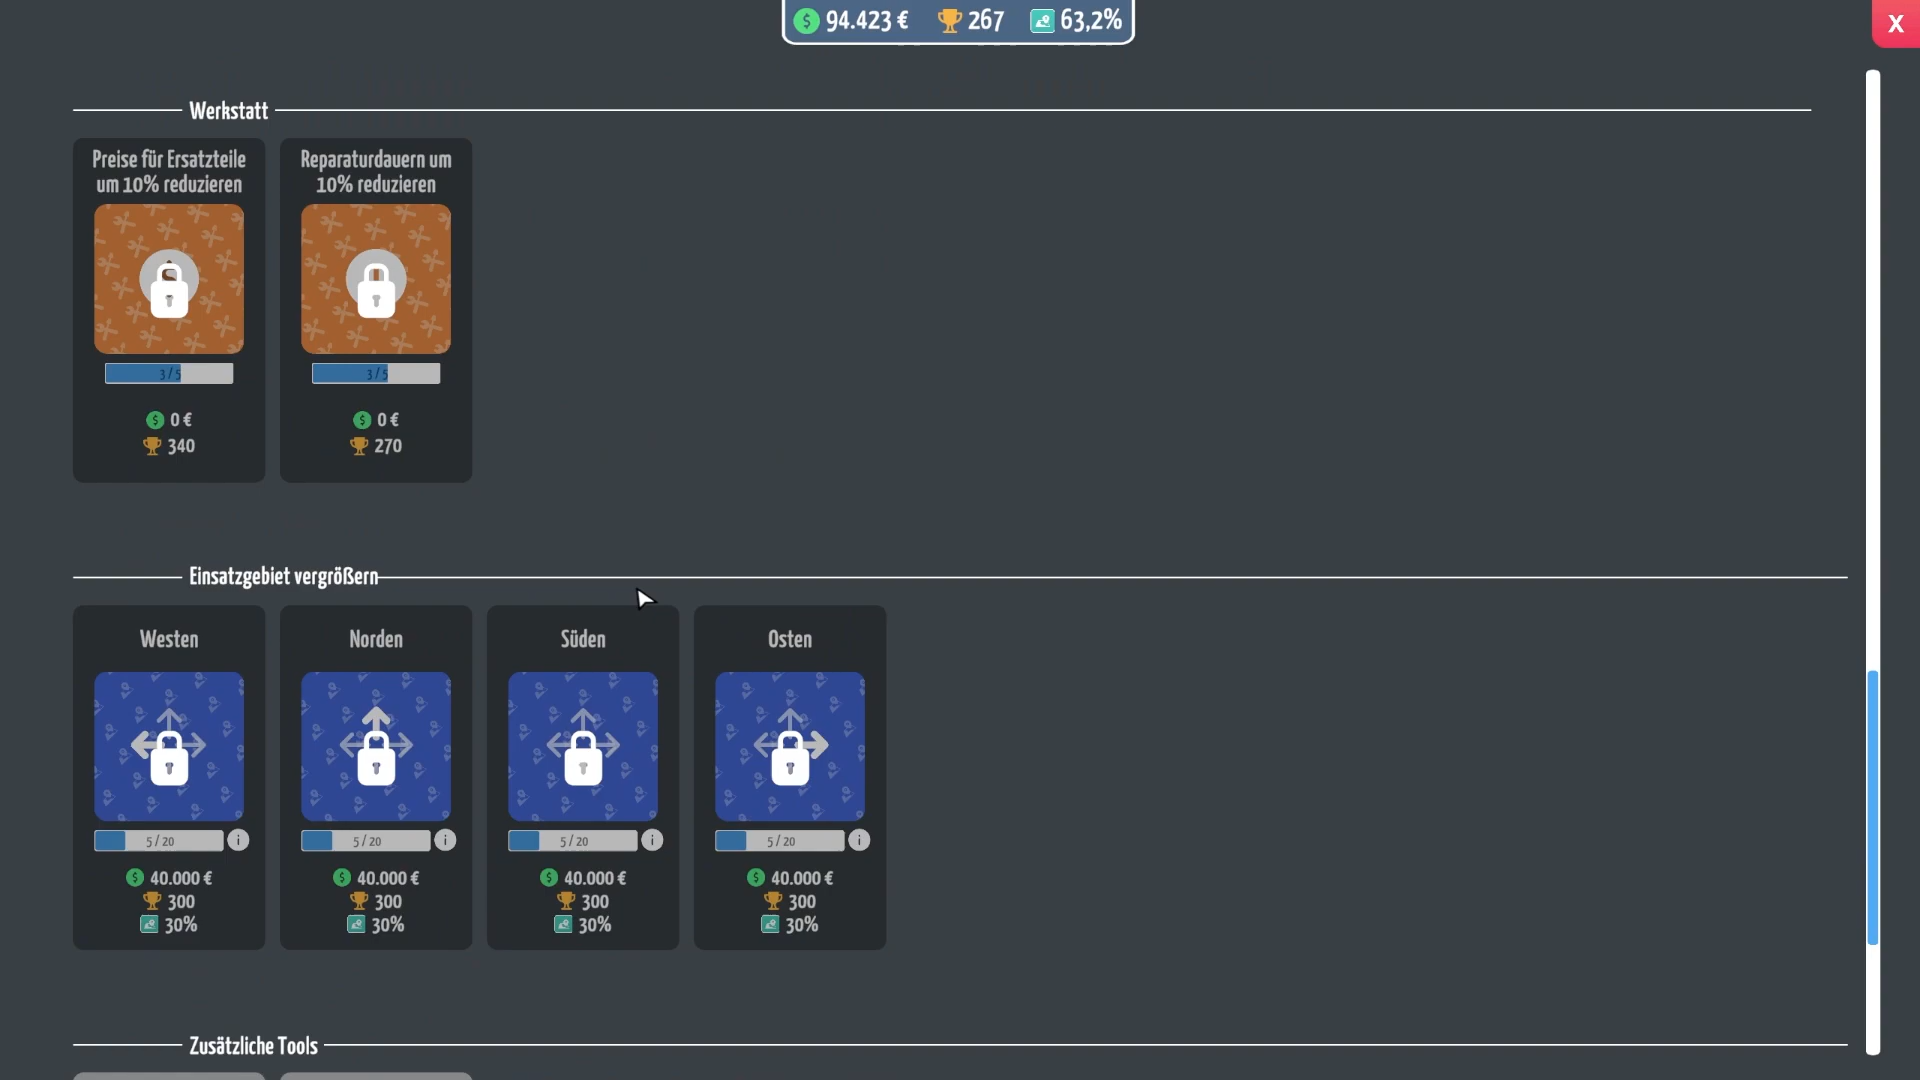 94.423 € 267 63,2%
X
Werkstatt
Preise für Ersatzteile
um 10% reduzieren
3 / 5
0 €
340
Reparaturdauern um
10% reduzieren
3 / 5
0 €
270
Einsatzgebiet vergrößern
Westen
5 / 20
40.000 €
300
30%
Norden
5 / 20
40.000 €
300
30%
Süden
5 / 20
40.000 €
300
30%
Osten
5 / 20
40.000 €
300
30%
Zusätzliche Tools